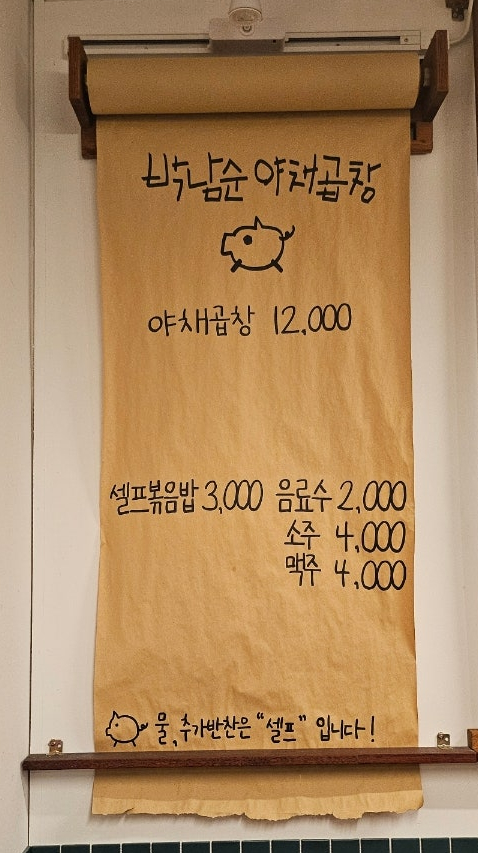 박남순 야채곱창
야채곱창 12,000
셀프볶음밥 3,000 음료수 2,000
소주 4,000
맥주 4,000
물, 추가반찬은 "셀프" 입니다!